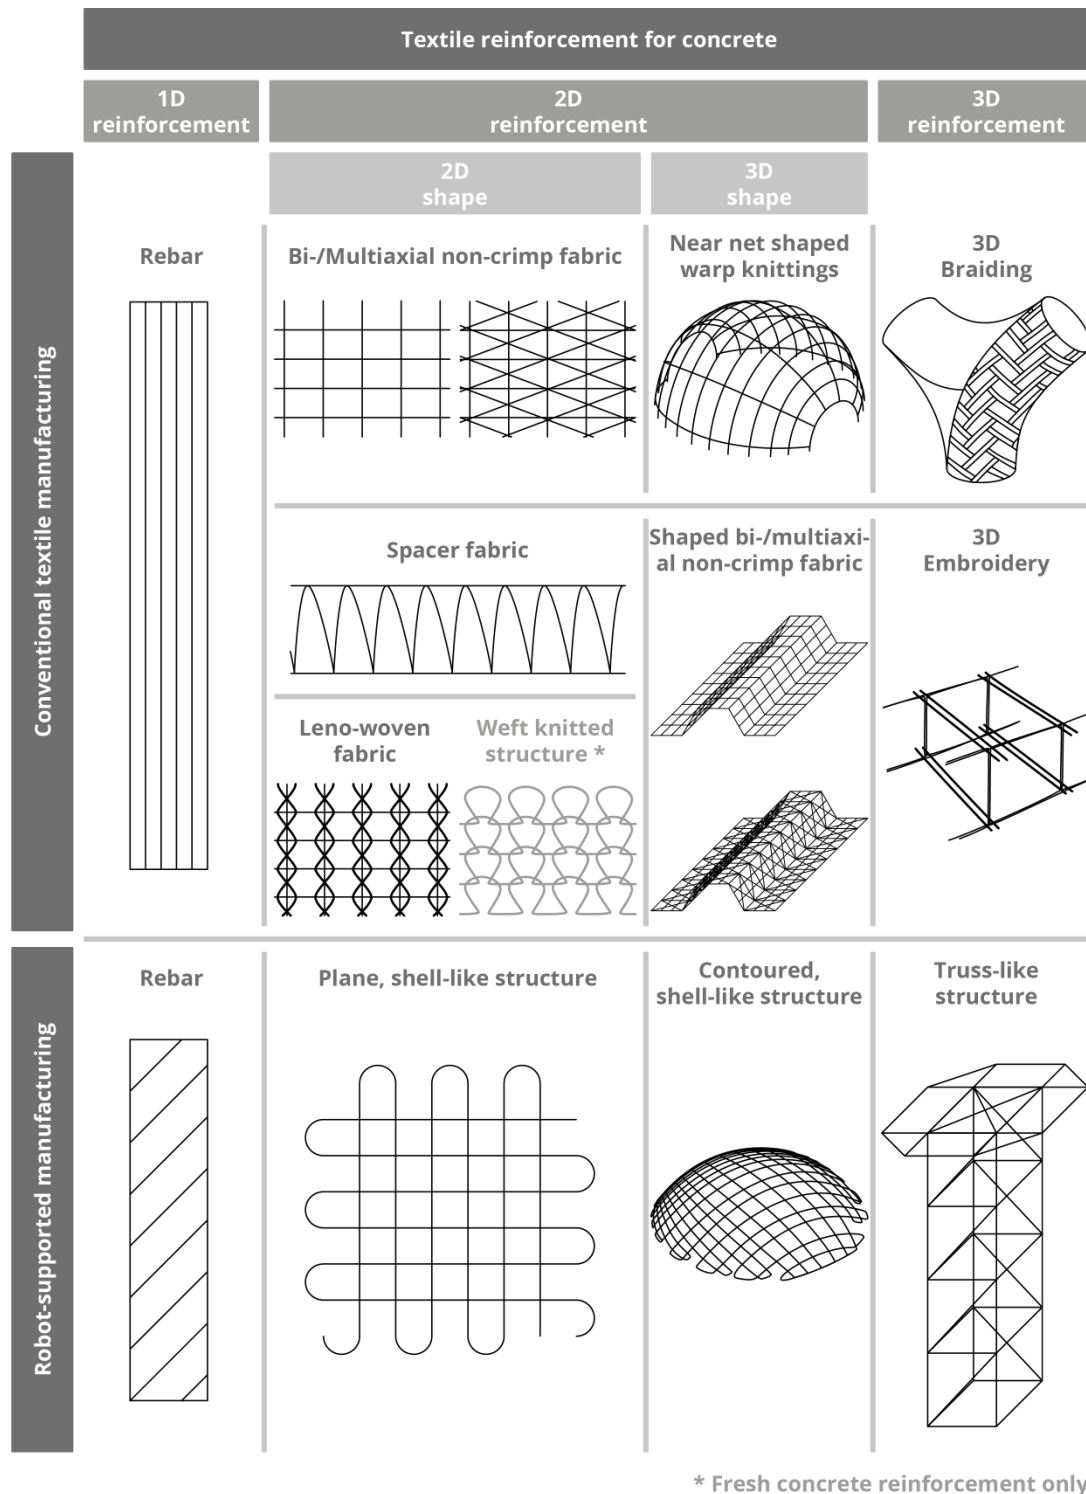 Textile reinforcement for concrete
1D
reinforcement
2D
reinforcement
3D
reinforcement
2D
shape
3D
shape
Conventional textile manufacturing
Rebar
Bi-/Multiaxial non-crimp fabric
Near net shaped
warp knittings
3D
Braiding
Spacer fabric
Shaped bi-/multiaxi-
al non-crimp fabric
3D
Embroidery
Leno-woven
fabric
Weft knitted
structure *
Robot-supported manufacturing
Rebar
Plane, shell-like structure
Contoured,
shell-like structure
Truss-like
structure
* Fresh concrete reinforcement only